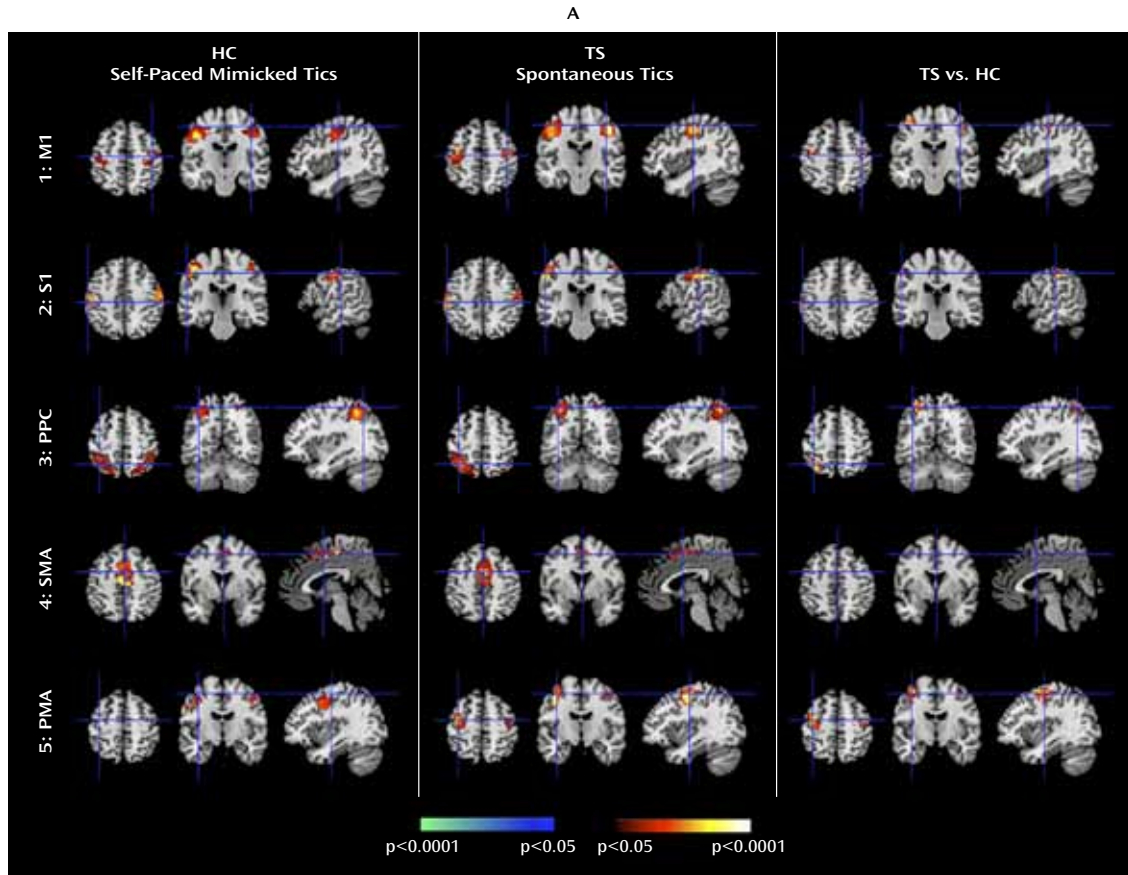 A
HC
Self-Paced Mimicked Tics
TS
Spontaneous Tics
TS vs. HC
1: M1
2: S1
3: PPC
4: SMA
5: PMA
p<0.0001
p<0.05
p<0.05
p<0.0001